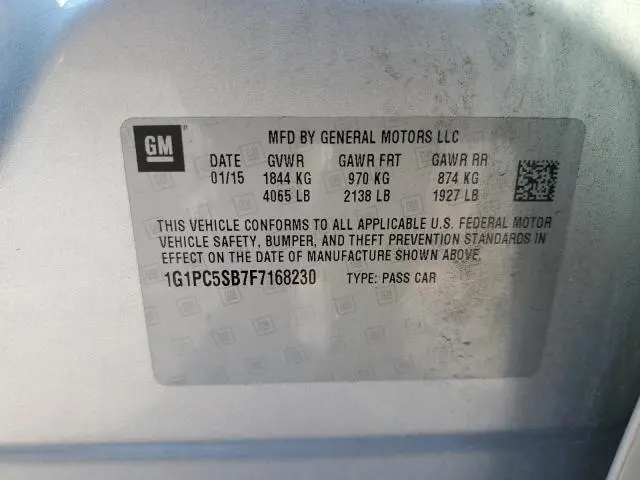 GM
MFD BY GENERAL MOTORS LLC
DATE GVWR GAWR FRT GAWR RR
01/15 1844 KG 970 KG 874 KG
4065 LB 2138 LB 1927 LB
THIS VEHICLE CONFORMS TO ALL APPLICABLE U.S. FEDERAL MOTOR
VEHICLE SAFETY, BUMPER, AND THEFT PREVENTION STANDARDS IN
EFFECT ON THE DATE OF MANUFACTURE SHOWN ABOVE.
1G1PC5SB7F7168230 TYPE: PASS CAR